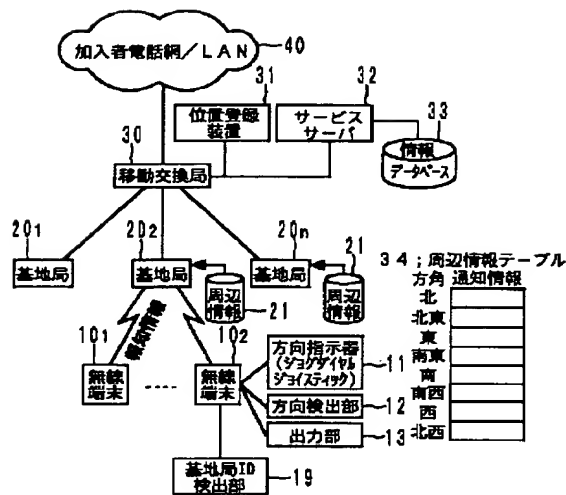 加入者電話網／ＬＡＮ
40
31
32
位置登録
装置
サービス
サーバ
33
情報
データベース
30
移動交換局
20₁
20₂
20n
21
基地局
基地局
基地局
周辺
情報
21
周辺
情報
報知情報
34；周辺情報テーブル
方角 通知情報
北
北東
東
南東
南
南西
西
北西
10₁
10₂
無線
端末
無線
端末
方向指示器
(ジョグダイヤル
ジョイスティック)
11
方向検出部
12
出力部
13
基地局ID
検出部
19